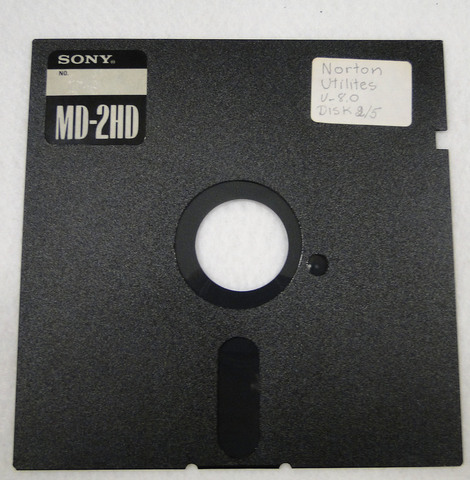 SONY.
NO.
MD-2HD
Norton
Utilites
V-8.0
Disk 2/5